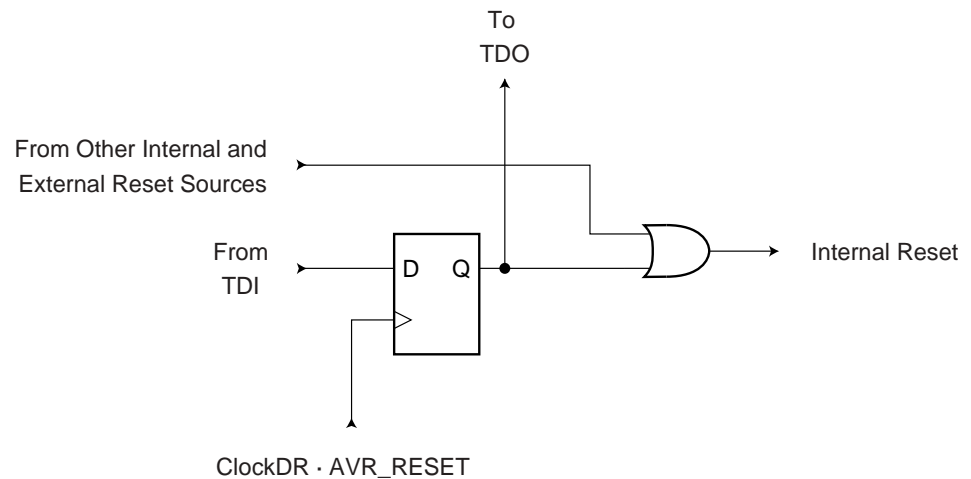 To
TDO
From Other Internal and
External Reset Sources
From
TDI
D Q
Internal Reset
ClockDR · AVR_RESET